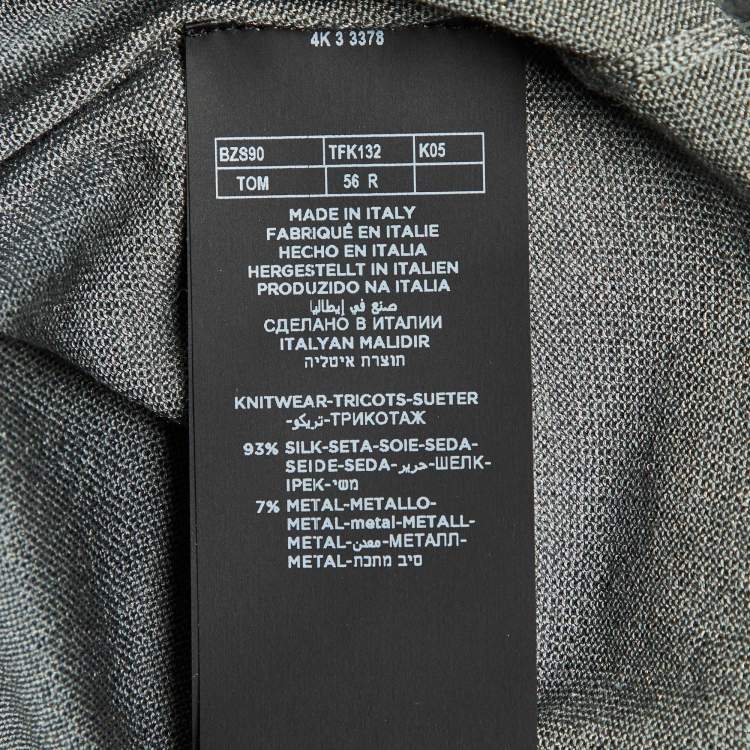 4K 3 3378
BZS90 TFK132 K05
TOM 56 R
MADE IN ITALY
FABRIQUÉ EN ITALIE
HECHO EN ITALIA
HERGESTELLT IN ITALIEN
PRODUZIDO NA ITALIA
صنع في إيطاليا
СДЕЛАНО В ИТАЛИИ
ITALYAN MALIDIR
תוצרת איטליה
KNITWEAR-TRICOTS-SUETER
-تريكو-ТРИКОТАЖ
93% SILK-SETA-SOIE-SEDA-
SEIDE-SEDA-حرير-ШЕЛК-
IPEK-משי
7% METAL-METALLO-
METAL-metal-METALL-
METAL-معدن-МЕТАЛЛ-
METAL-סיב מתכת